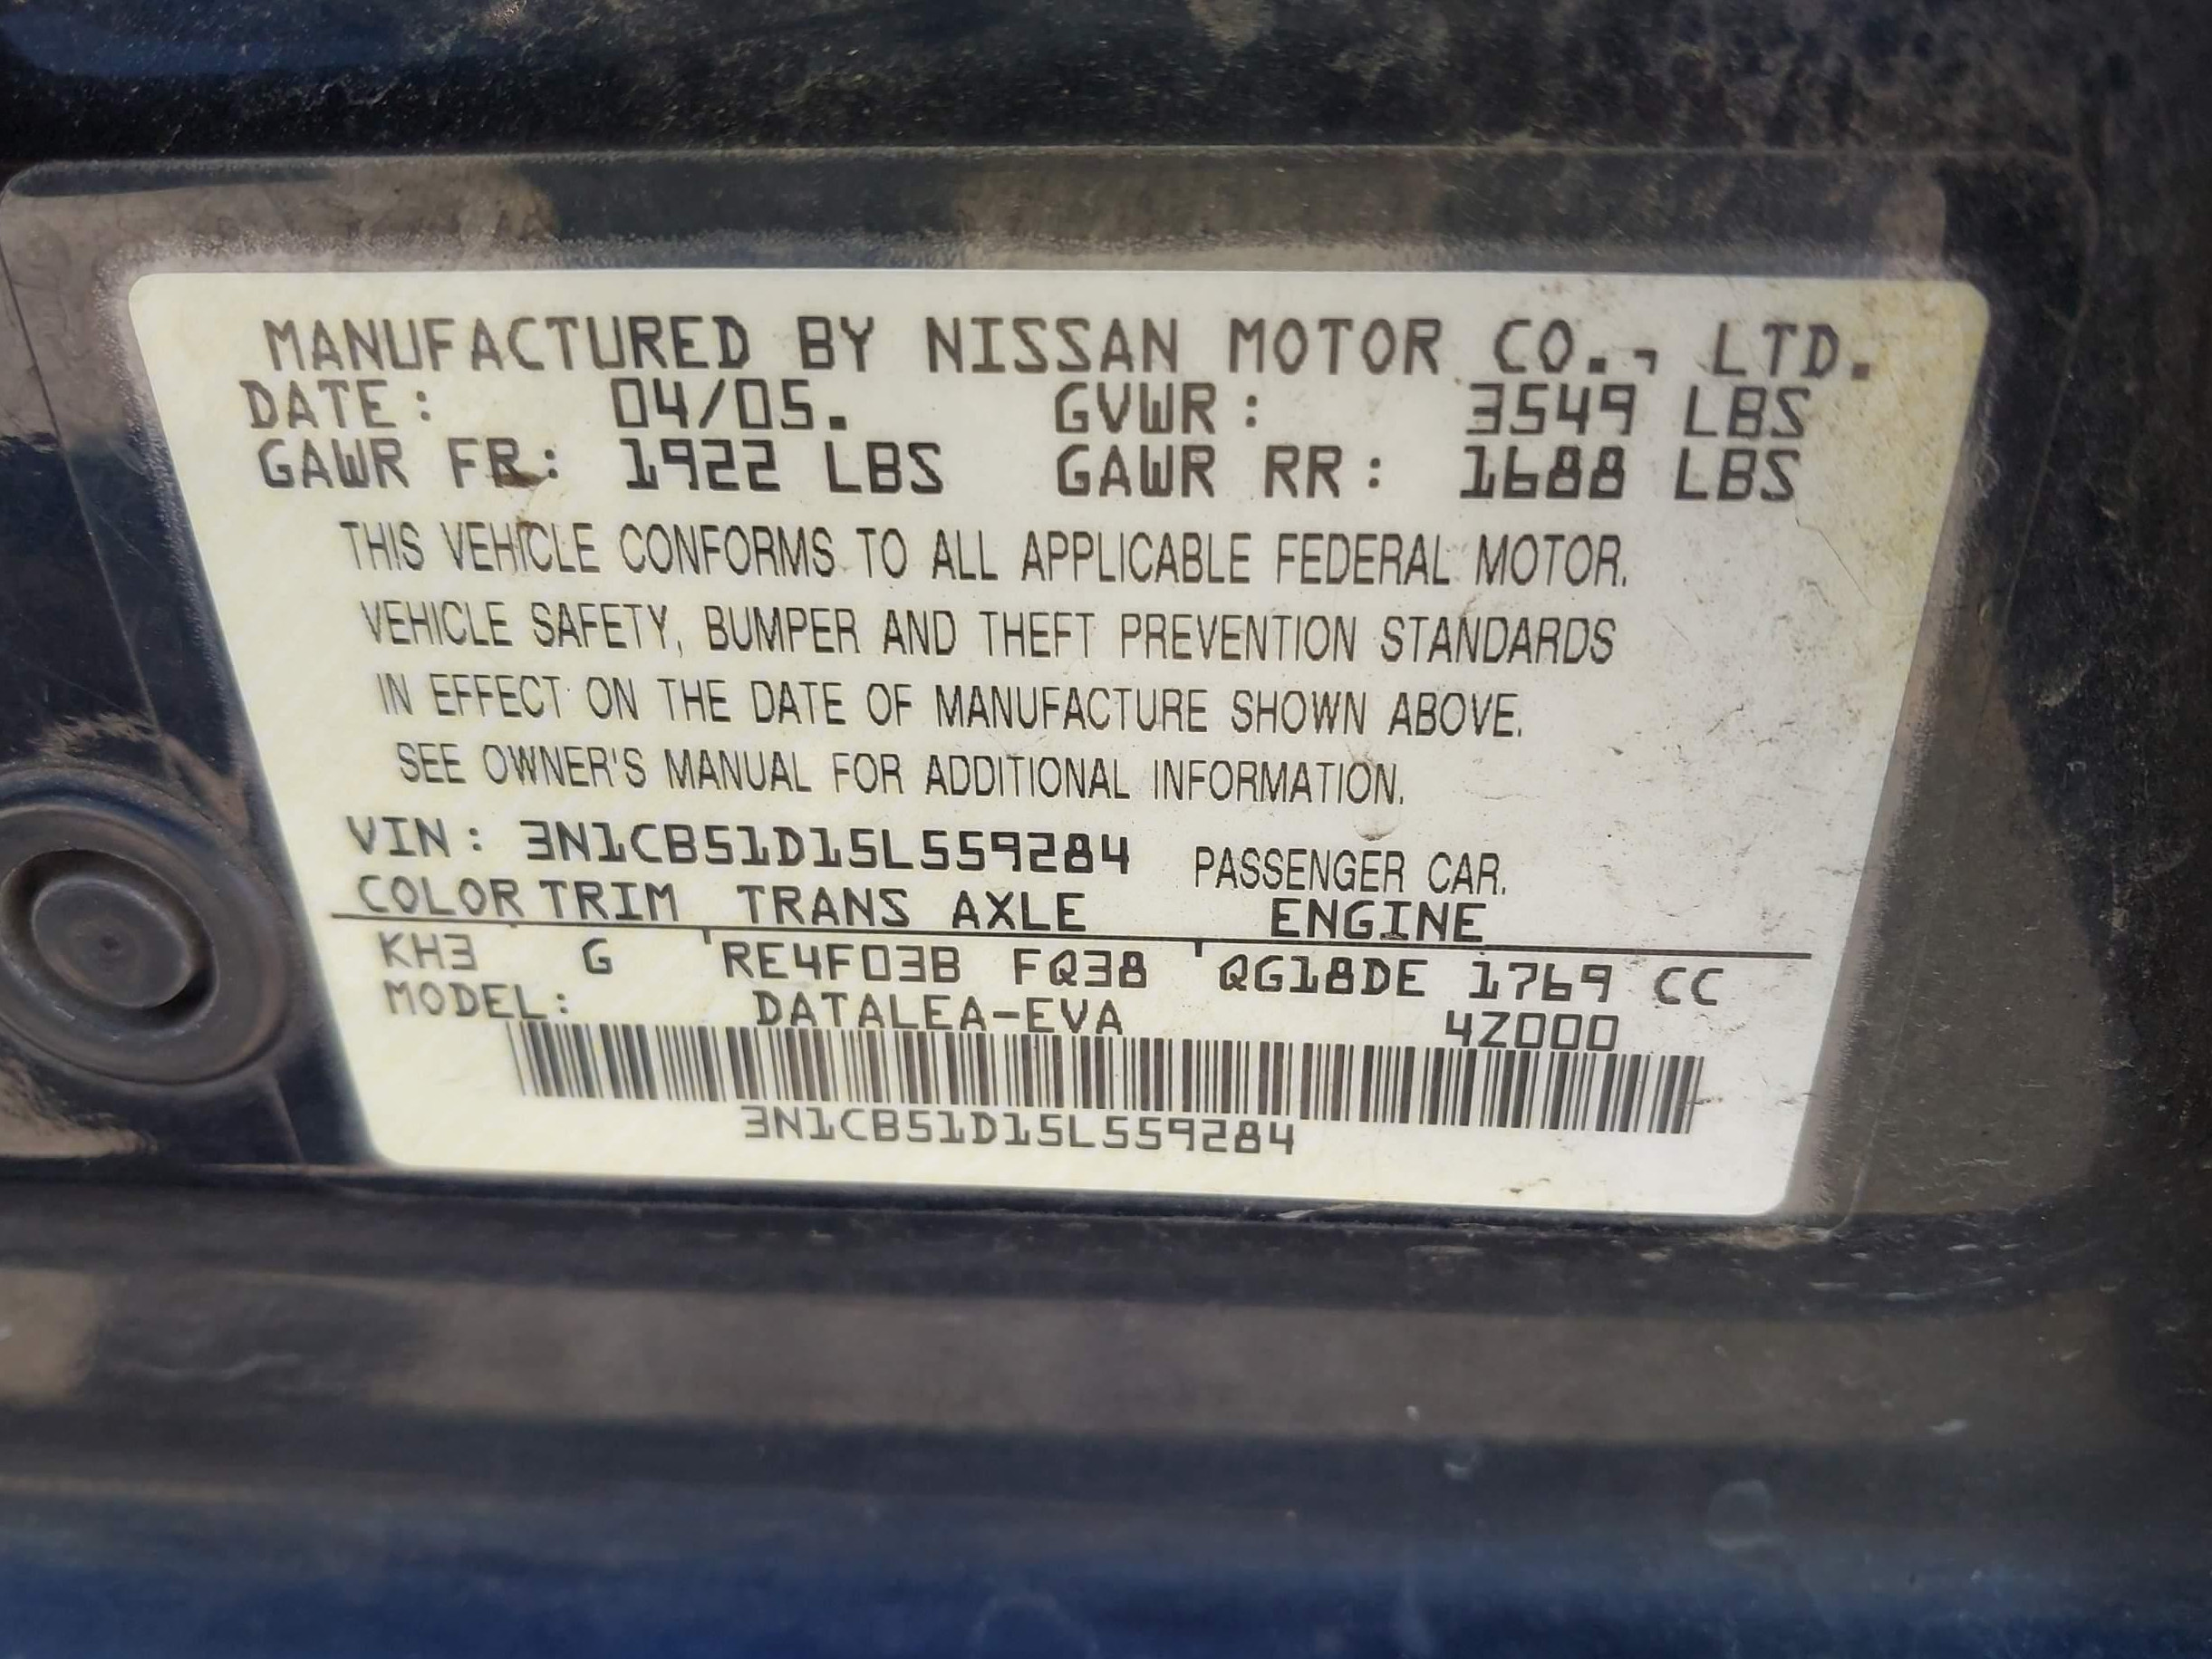 MANUFACTURED BY NISSAN MOTOR CO., LTD.
DATE: 04/05. GVWR: 3549 LBS
GAWR FR: 1922 LBS GAWR RR: 1688 LBS
THIS VEHICLE CONFORMS TO ALL APPLICABLE FEDERAL MOTOR.
VEHICLE SAFETY, BUMPER AND THEFT PREVENTION STANDARDS
IN EFFECT ON THE DATE OF MANUFACTURE SHOWN ABOVE.
SEE OWNER'S MANUAL FOR ADDITIONAL INFORMATION.
VIN: 3N1CB51D15L559284 PASSENGER CAR.
COLOR TRIM TRANS AXLE ENGINE
KH3 G RE4F03B FQ38 QG18DE 1769 CC
MODEL: DATALEA-EVA 4Z000
3N1CB51D15L559284